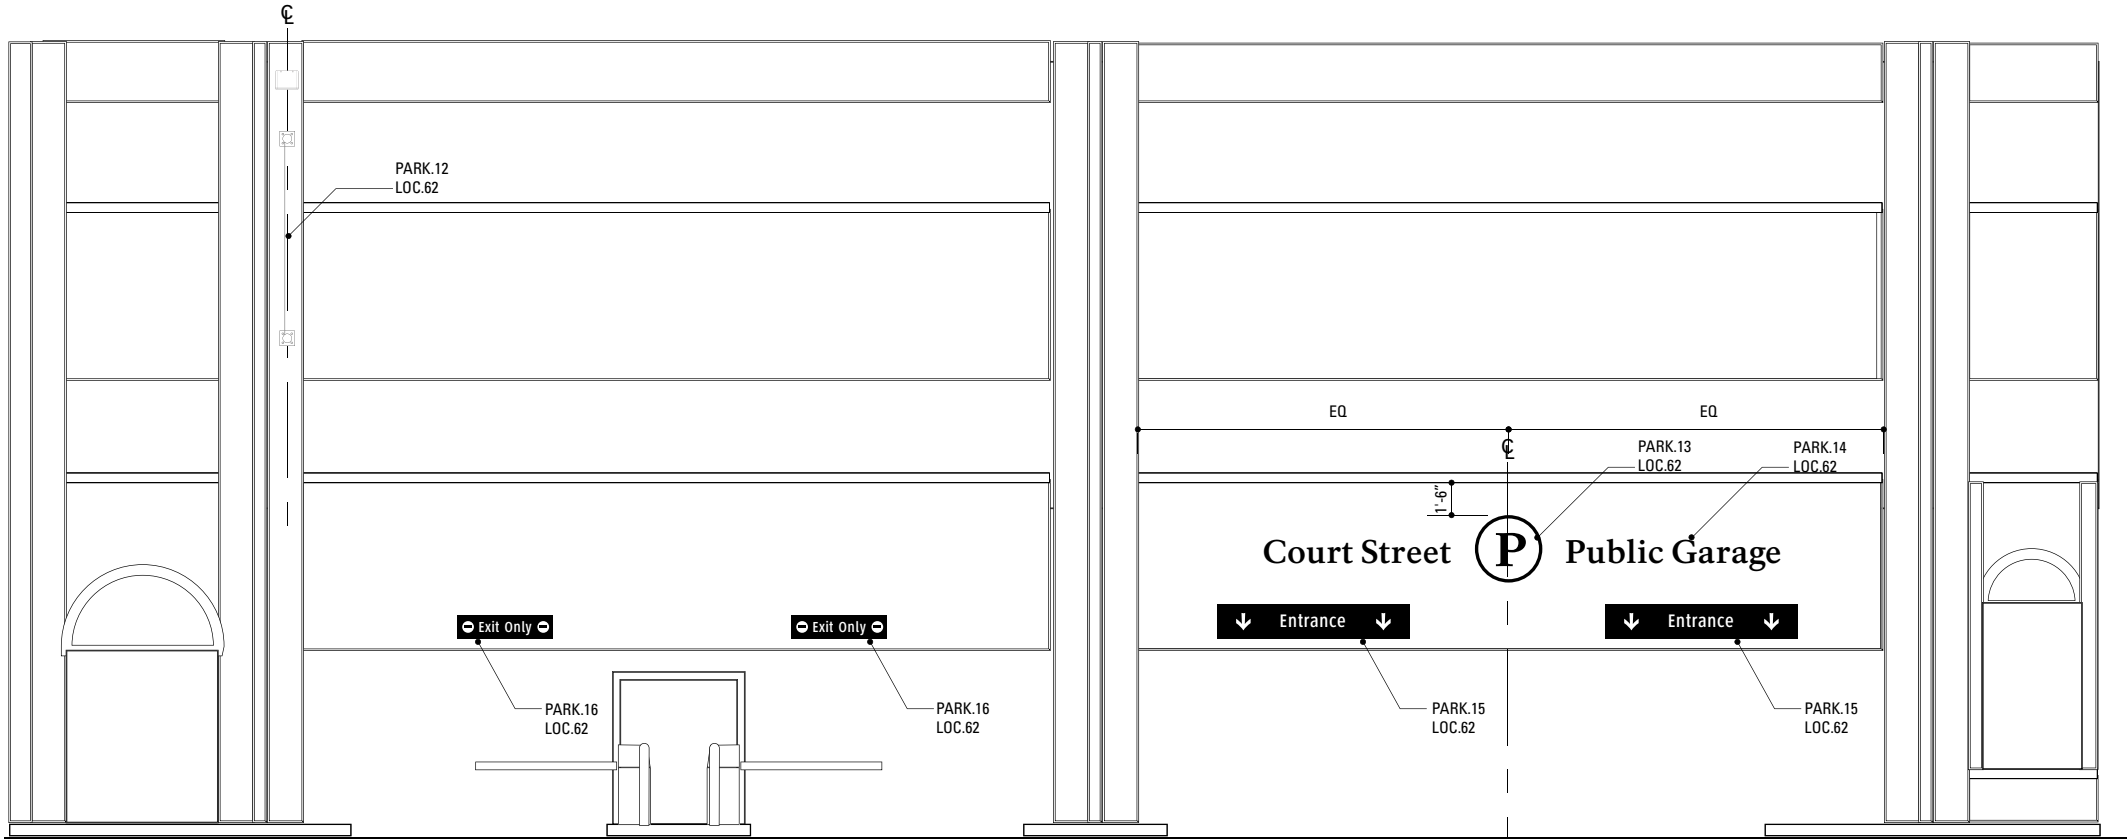 ℄
PARK.12
LOC.62
EQ
EQ
℄
PARK.13
LOC.62
PARK.14
LOC.62
1'-6"
Court Street
P
Public Garage
Exit Only
Exit Only
Entrance
Entrance
PARK.16
LOC.62
PARK.16
LOC.62
PARK.15
LOC.62
PARK.15
LOC.62